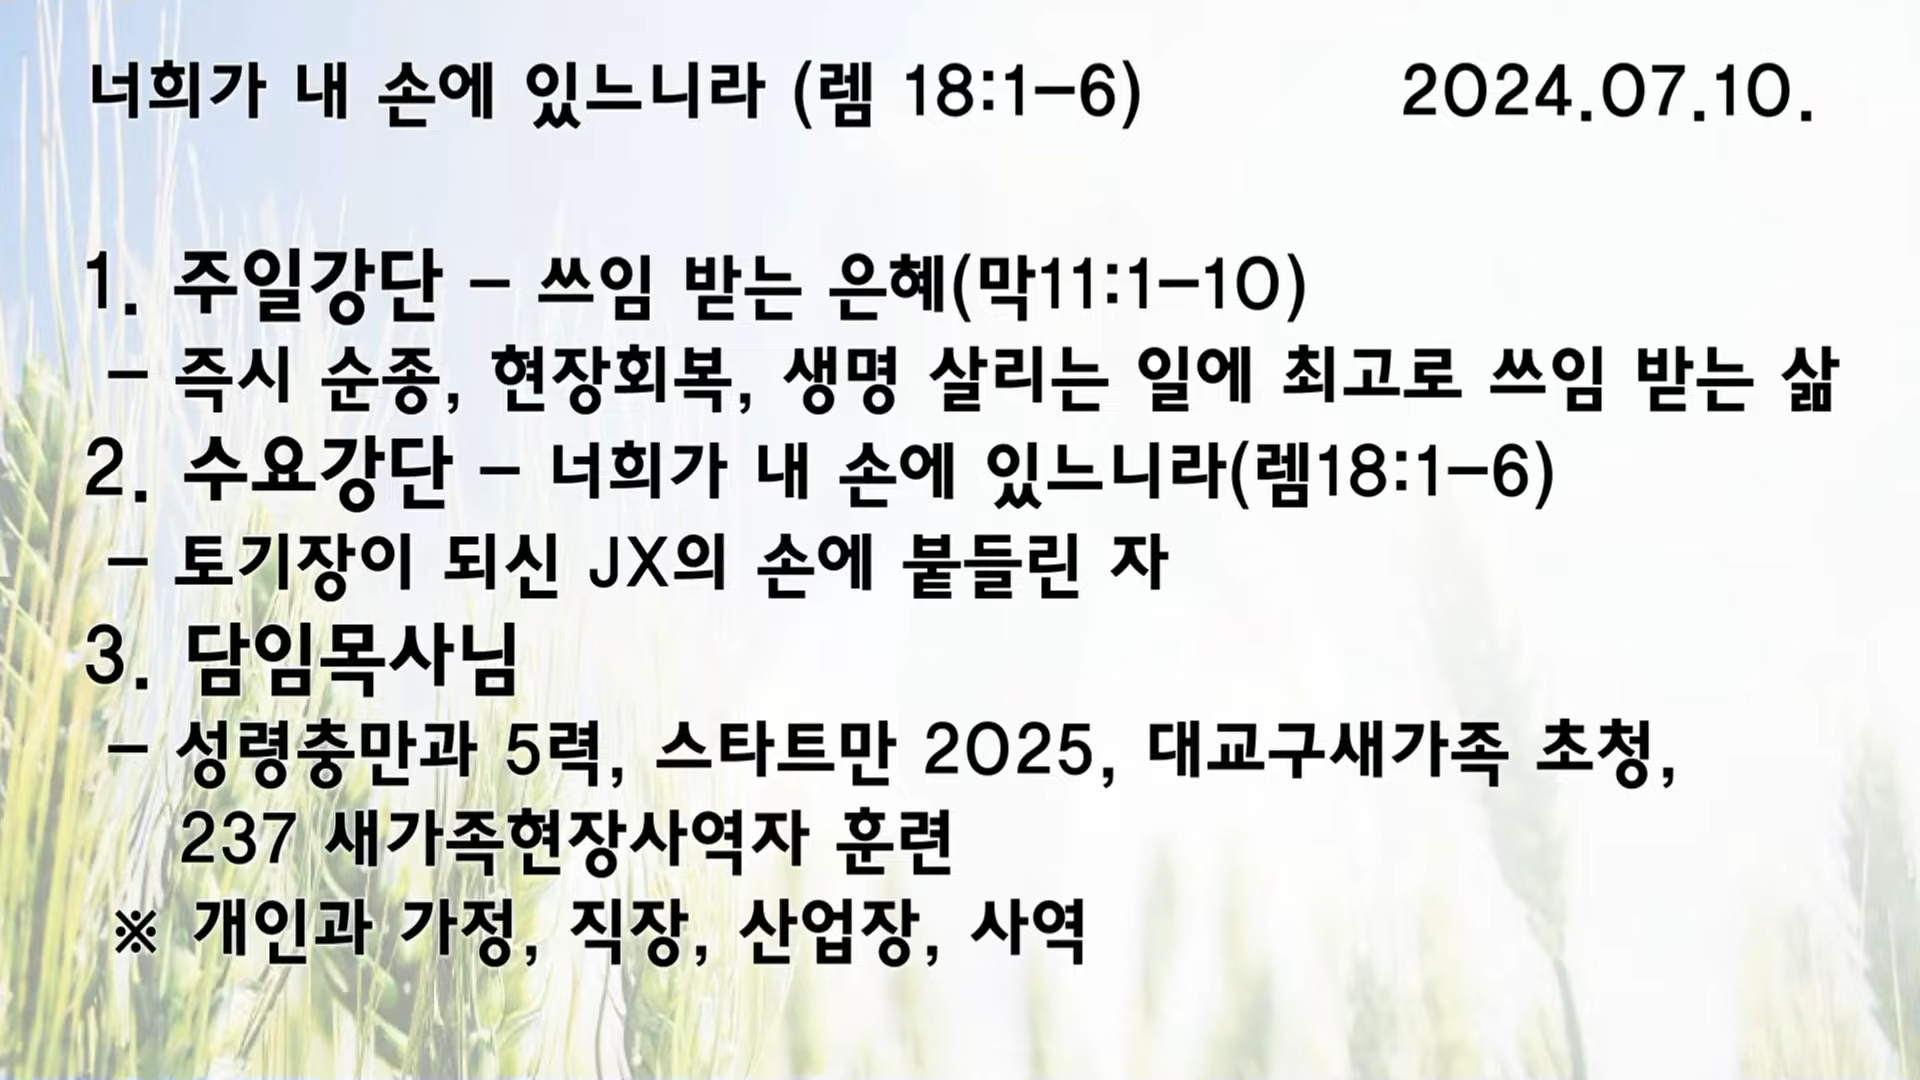 너희가 내 손에 있느니라 (렘 18:1-6) 2024.07.10.
1. 주일강단 - 쓰임 받는 은혜(막11:1-10)
- 즉시 순종, 현장회복, 생명 살리는 일에 최고로 쓰임 받는 삶
2. 수요강단 - 너희가 내 손에 있느니라(렘18:1-6)
- 토기장이 되신 JX의 손에 붙들린 자
3. 담임목사님
- 성령충만과 5력, 스타트만 2025, 대교구새가족 초청,
237 새가족현장사역자 훈련
※ 개인과 가정, 직장, 산업장, 사역